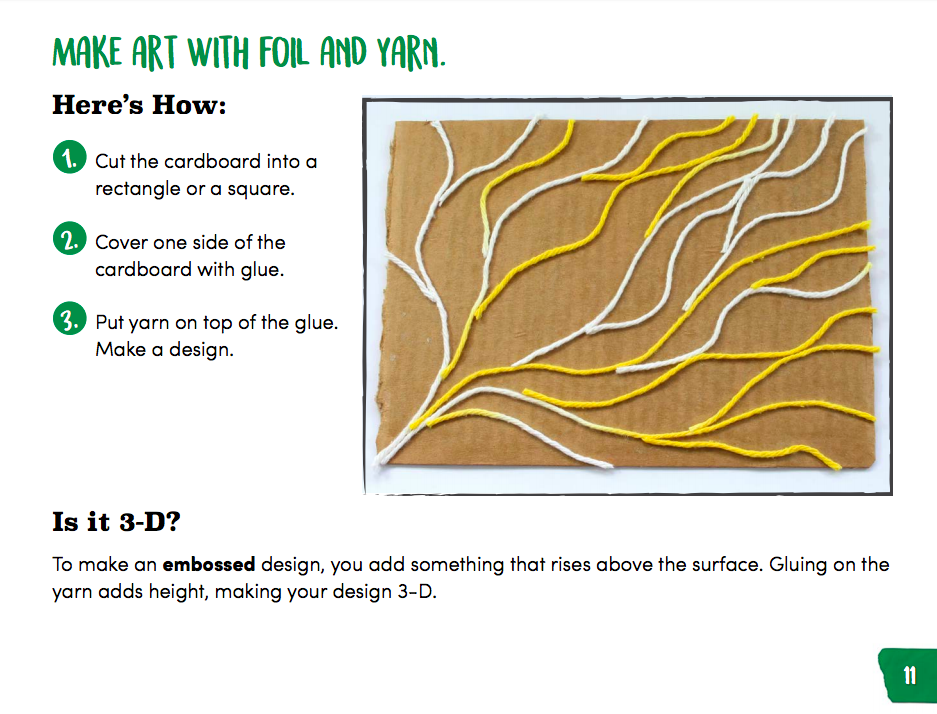 MAKE ART WITH FOIL AND YARN.
Here's How:
1. Cut the cardboard into a
rectangle or a square.
2. Cover one side of the
cardboard with glue.
3. Put yarn on top of the glue.
Make a design.
Is it 3-D?
To make an embossed design, you add something that rises above the surface. Gluing on the
yarn adds height, making your design 3-D.
11